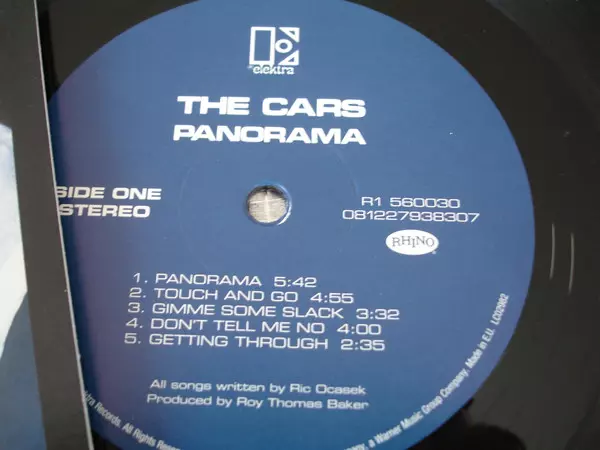 elektra
THE CARS
PANORAMA
SIDE ONE
STEREO
R1 560030
081227938307
RHINO
1. PANORAMA 5:42
2. TOUCH AND GO 4:55
3. GIMME SOME SLACK 3:32
4. DON'T TELL ME NO 4:00
5. GETTING THROUGH 2:35
All songs written by Ric Ocasek
Produced by Roy Thomas Baker
Records. All Rights a Warner Music Group Company. Made in E.U. LC02982